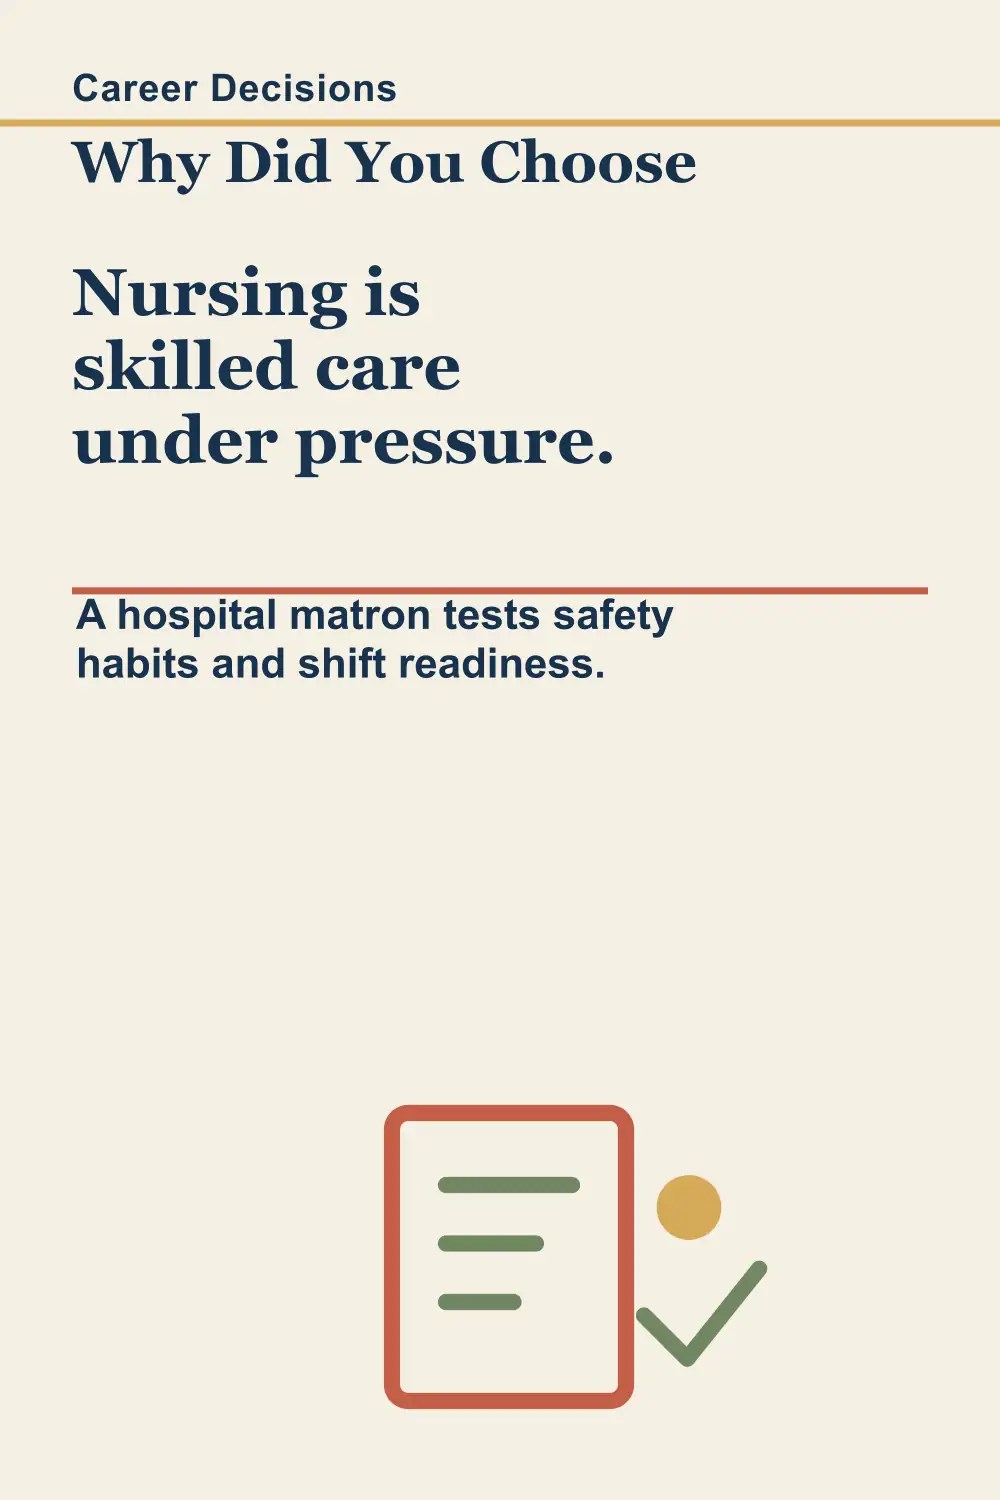 Career Decisions
Why Did You Choose
Nursing is
skilled care
under pressure.
A hospital matron tests safety
habits and shift readiness.